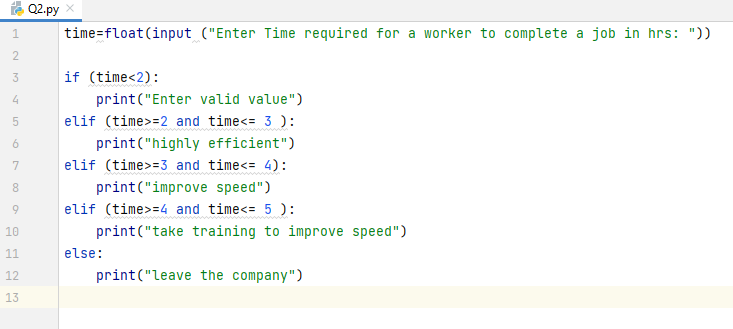 Q2.py
1 time=float(input ("Enter Time required for a worker to complete a job in hrs: "))
2
3 if (time<2):
4     print("Enter valid value")
5 elif (time>=2 and time<= 3 ):
6     print("highly efficient")
7 elif (time>=3 and time<= 4):
8     print("improve speed")
9 elif (time>=4 and time<= 5 ):
10     print("take training to improve speed")
11 else:
12     print("leave the company")
13